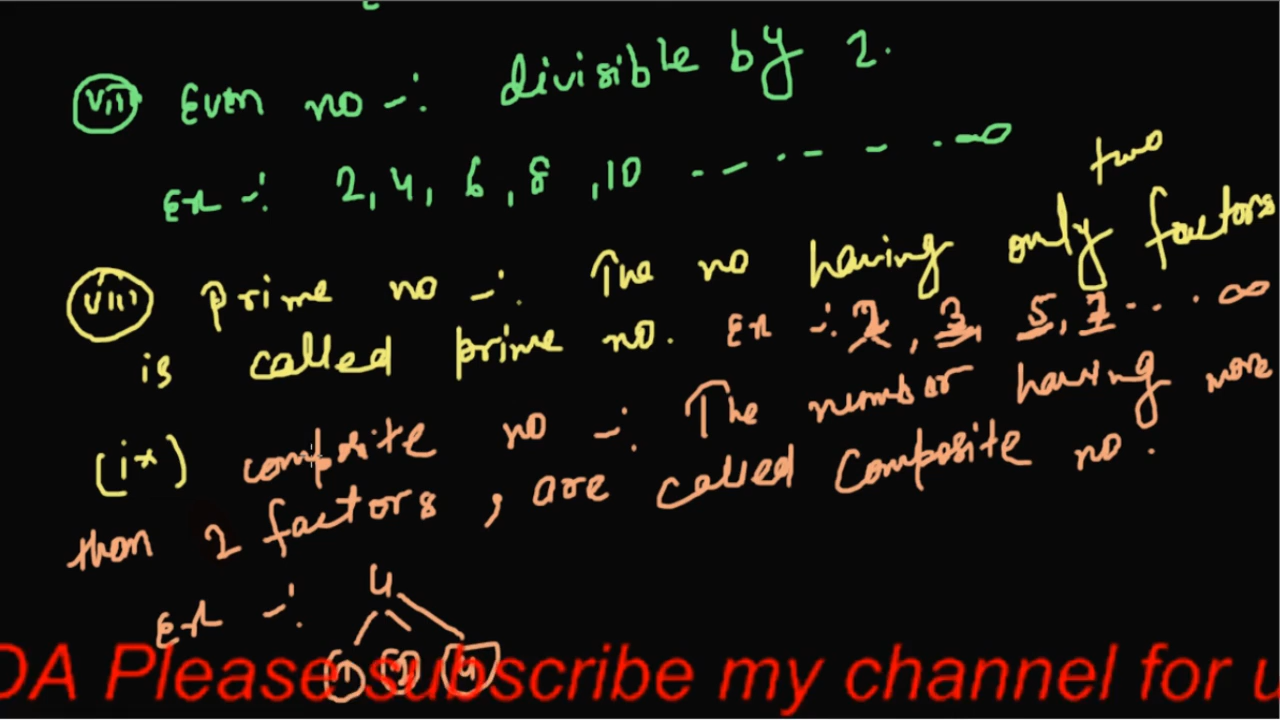 (vii) Even no -: divisible by 2.
Ex -: 2, 4, 6, 8, 10 -- .. - - . - ∞
two
(viii) prime no -: The no having only factors
is called prime no. Ex -: 2, 3, 5, 7 .... ∞
(ix) composite no -: The number having more
than 2 factors, are called Composite no.
Ex -: 4
1 2 4
DA Please subscribe my channel for u